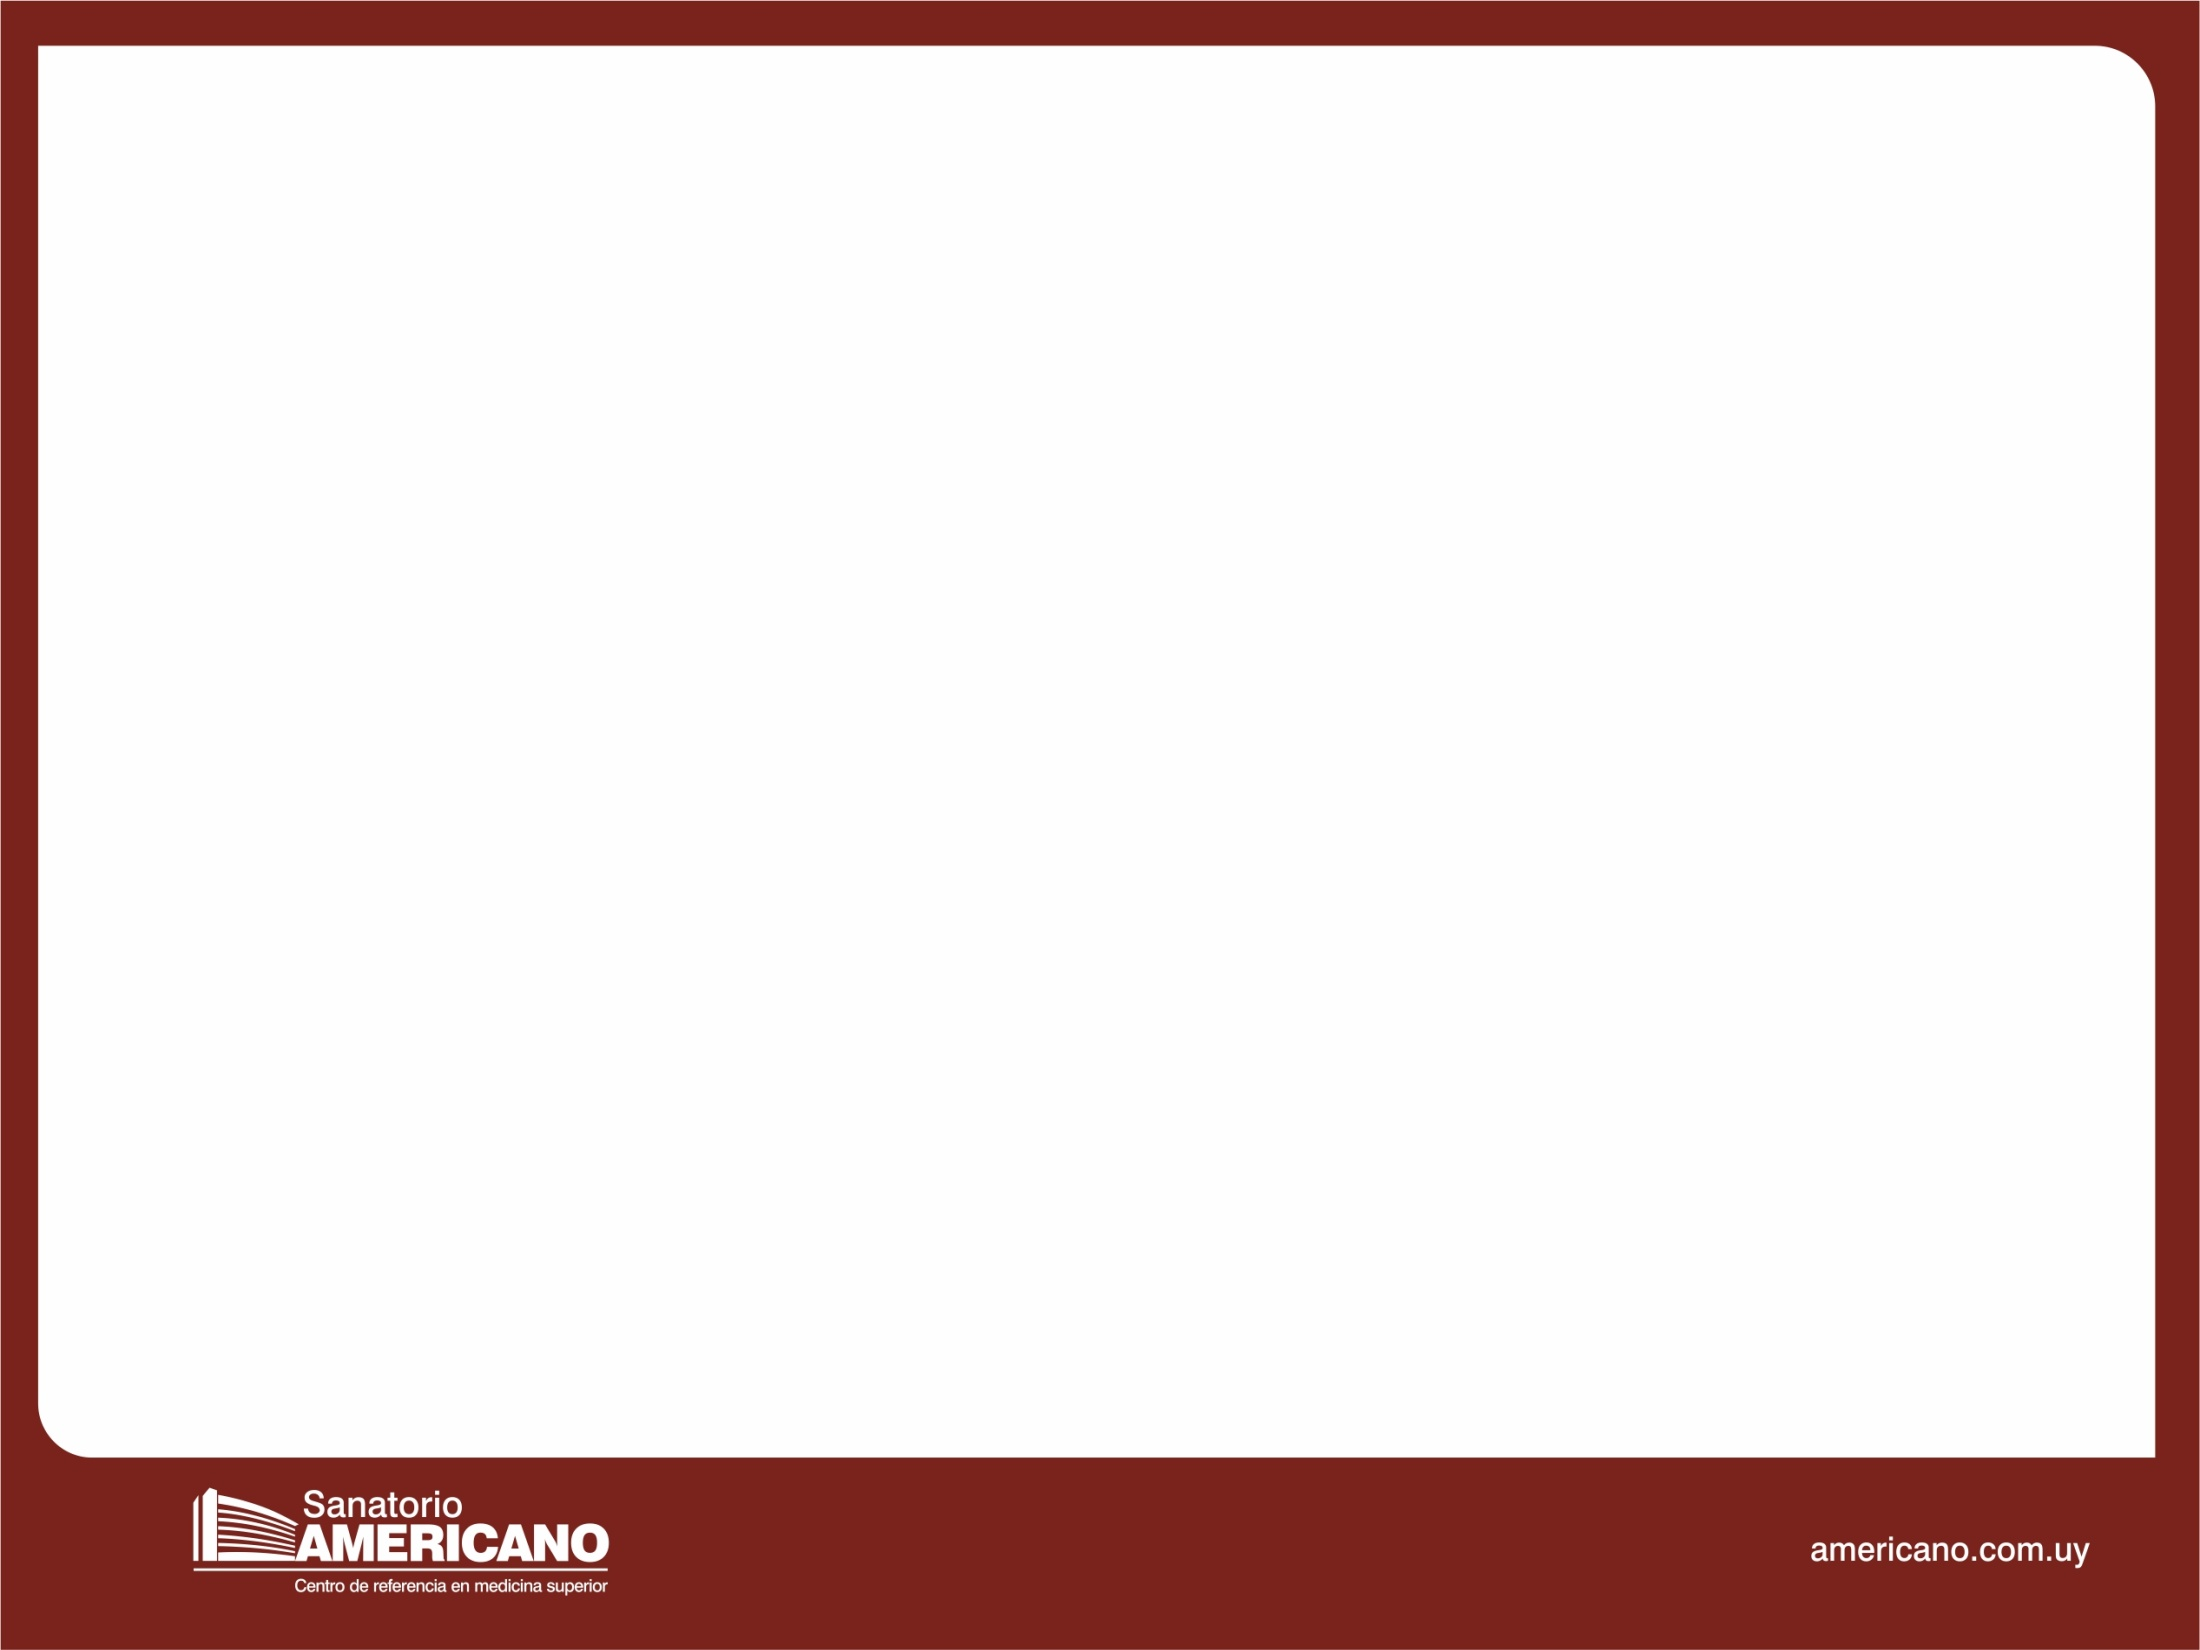 Sanatorio
AMERICANO
Centro de referencia en medicina superior
americano.com.uy